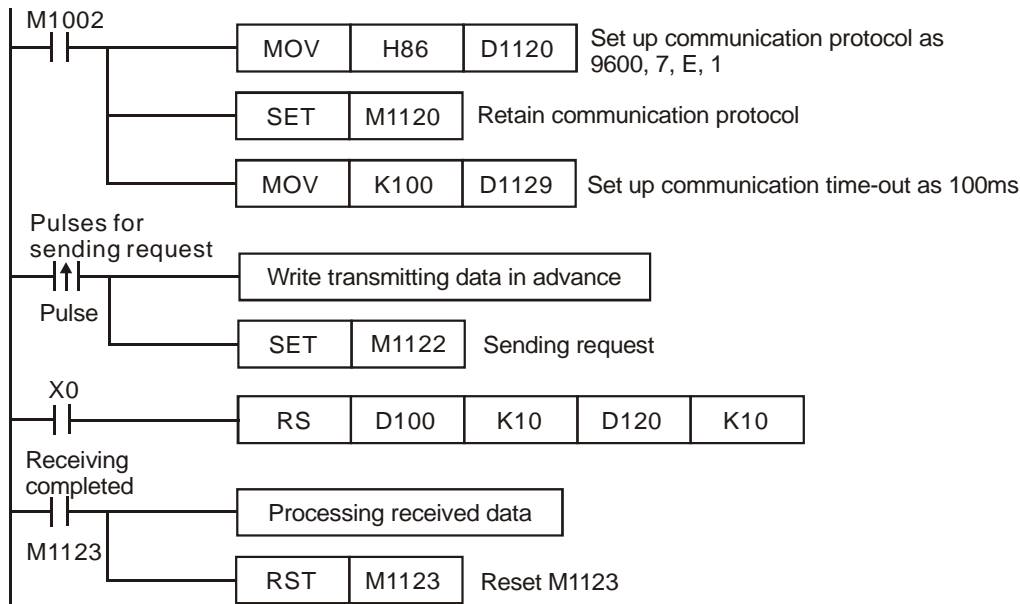 M1002
MOV H86 D1120 Set up communication protocol as
9600, 7, E, 1
SET M1120 Retain communication protocol
MOV K100 D1129 Set up communication time-out as 100ms
Pulses for
sending request
Write transmitting data in advance
Pulse
SET M1122 Sending request
X0
RS D100 K10 D120 K10
Receiving
completed
Processing received data
M1123
RST M1123 Reset M1123